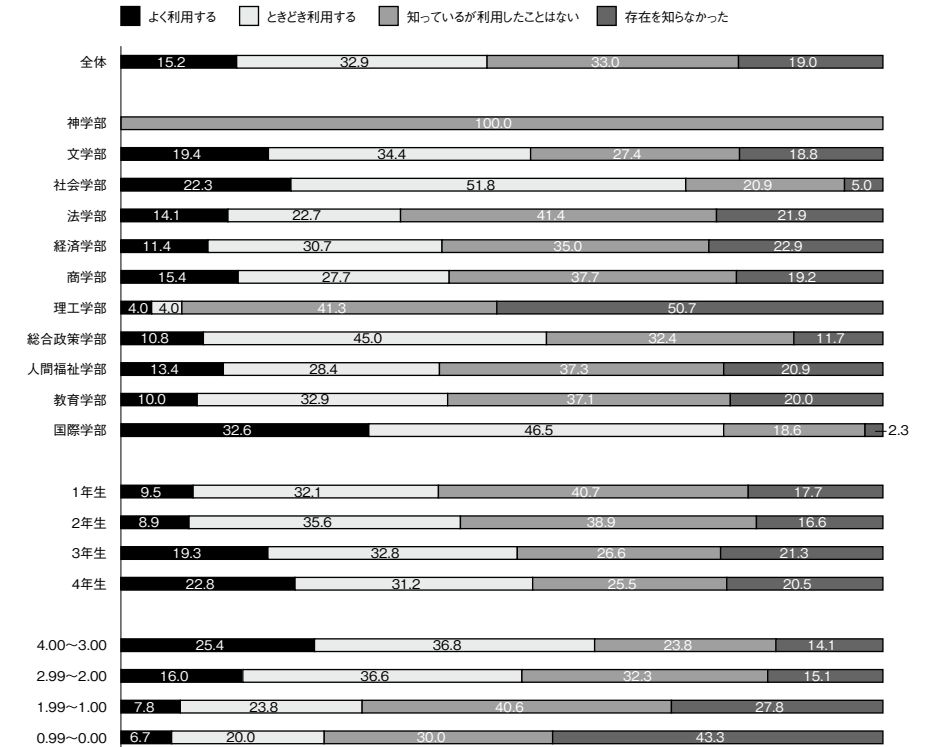 よく利用する ときどき利用する 知っているが利用したことはない 存在を知らなかった
全体 15.2 32.9 33.0 19.0
神学部 100.0
文学部 19.4 34.4 27.4 18.8
社会学部 22.3 51.8 20.9 5.0
法学部 14.1 22.7 41.4 21.9
経済学部 11.4 30.7 35.0 22.9
商学部 15.4 27.7 37.7 19.2
理工学部 4.0 4.0 41.3 50.7
総合政策学部 10.8 45.0 32.4 11.7
人間福祉学部 13.4 28.4 37.3 20.9
教育学部 10.0 32.9 37.1 20.0
国際学部 32.6 46.5 18.6 2.3
1年生 9.5 32.1 40.7 17.7
2年生 8.9 35.6 38.9 16.6
3年生 19.3 32.8 26.6 21.3
4年生 22.8 31.2 25.5 20.5
4.00〜3.00 25.4 36.8 23.8 14.1
2.99〜2.00 16.0 36.6 32.3 15.1
1.99〜1.00 7.8 23.8 40.6 27.8
0.99〜0.00 6.7 20.0 30.0 43.3